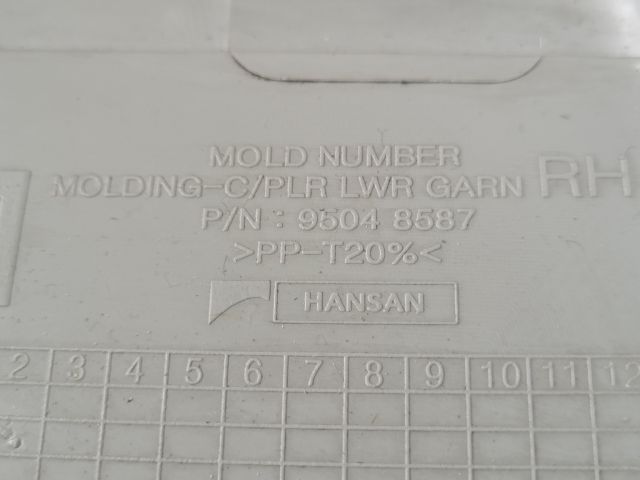 MOLD NUMBER
MOLDING-C/PLR LWR GARN RH
P/N : 9504 8587
>PP-T20%<
HANSAN
2 3 4 5 6 7 8 9 10 11 12